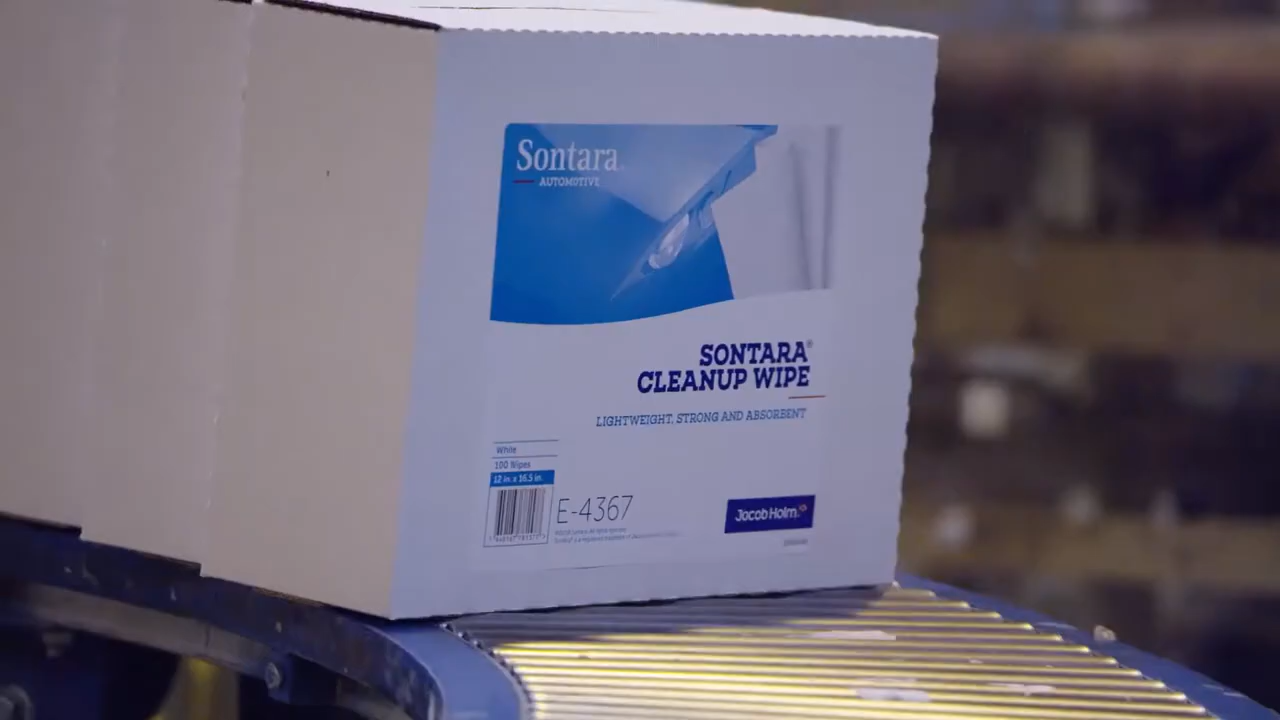 Sontara
AUTOMOTIVE
SONTARA®
CLEANUP WIPE
LIGHTWEIGHT, STRONG AND ABSORBENT
White
100 Wipes
12 in. x 16.5 in.
E-4367
Jacob Holm